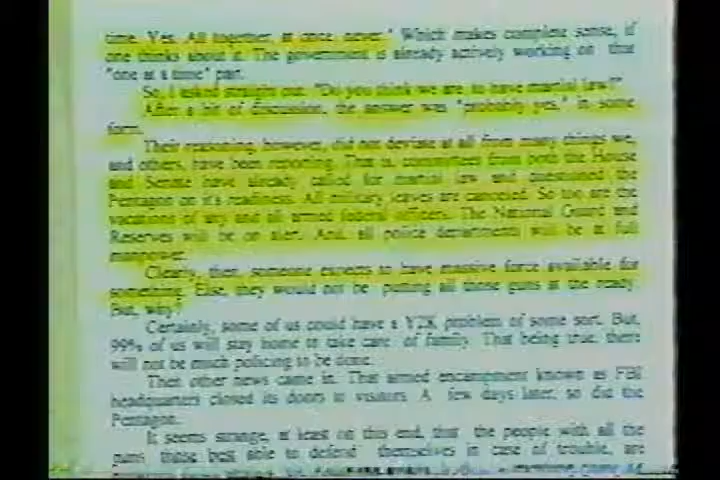 time. Yes. All together, at once, never." Which makes complete sense, if
one thinks about it. The government is already actively working on that
"one at a time" part.
So, I asked straight out. "Do you think we are to have martial law?"
After a bit of discussion, the answer was "probably yes." In some
form.
Their reasoning, however, did not deviate at all from many things we,
and others, have been reporting. That is, committees from both the House
and Senate have already called for martial law and questioned the
Pentagon on it's readiness. All military leaves are canceled. So too are the
vacations of any and all armed federal officers. The National Guard and
Reserves will be on alert. And, all police departments will be at full
manpower.
Clearly, then, someone expects to have massive force available for
something. Else, they would not be putting all those guns at the ready.
But, why?
Certainly, some of us could have a Y2K problem of some sort. But,
99% of us will stay home to take care of family. That being true, there
will not be much policing to be done.
Then other news came in. That armed encampment known as FBI
headquarters closed its doors to visitors. A few days later, so did the
Pentagon.
It seems strange, at least on this end, that the people with all the
guns, those best able to defend themselves in case of trouble, are